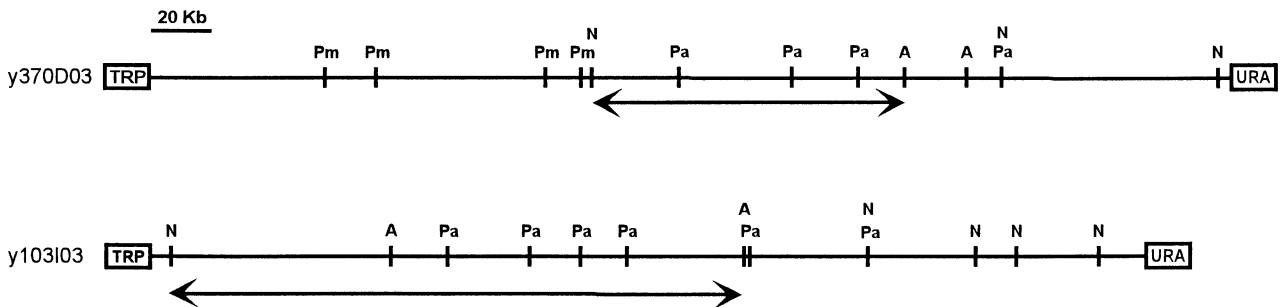 20 Kb
N N
Pm Pm Pm Pm Pa Pa Pa A A Pa N
y370D03 TRP URA
A N
N A Pa Pa Pa Pa Pa Pa N N N
y103I03 TRP URA